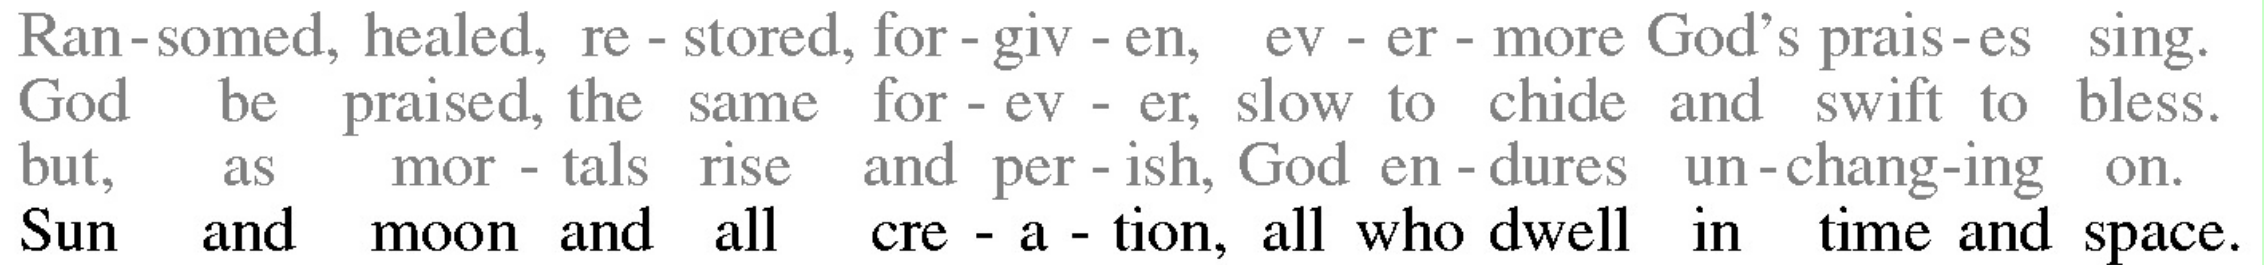 Ran-somed, healed, re - stored, for - giv - en, ev - er - more God's prais-es sing.
God be praised, the same for - ev - er, slow to chide and swift to bless.
but, as mor - tals rise and per - ish, God en - dures un-chang-ing on.
Sun and moon and all cre - a - tion, all who dwell in time and space.